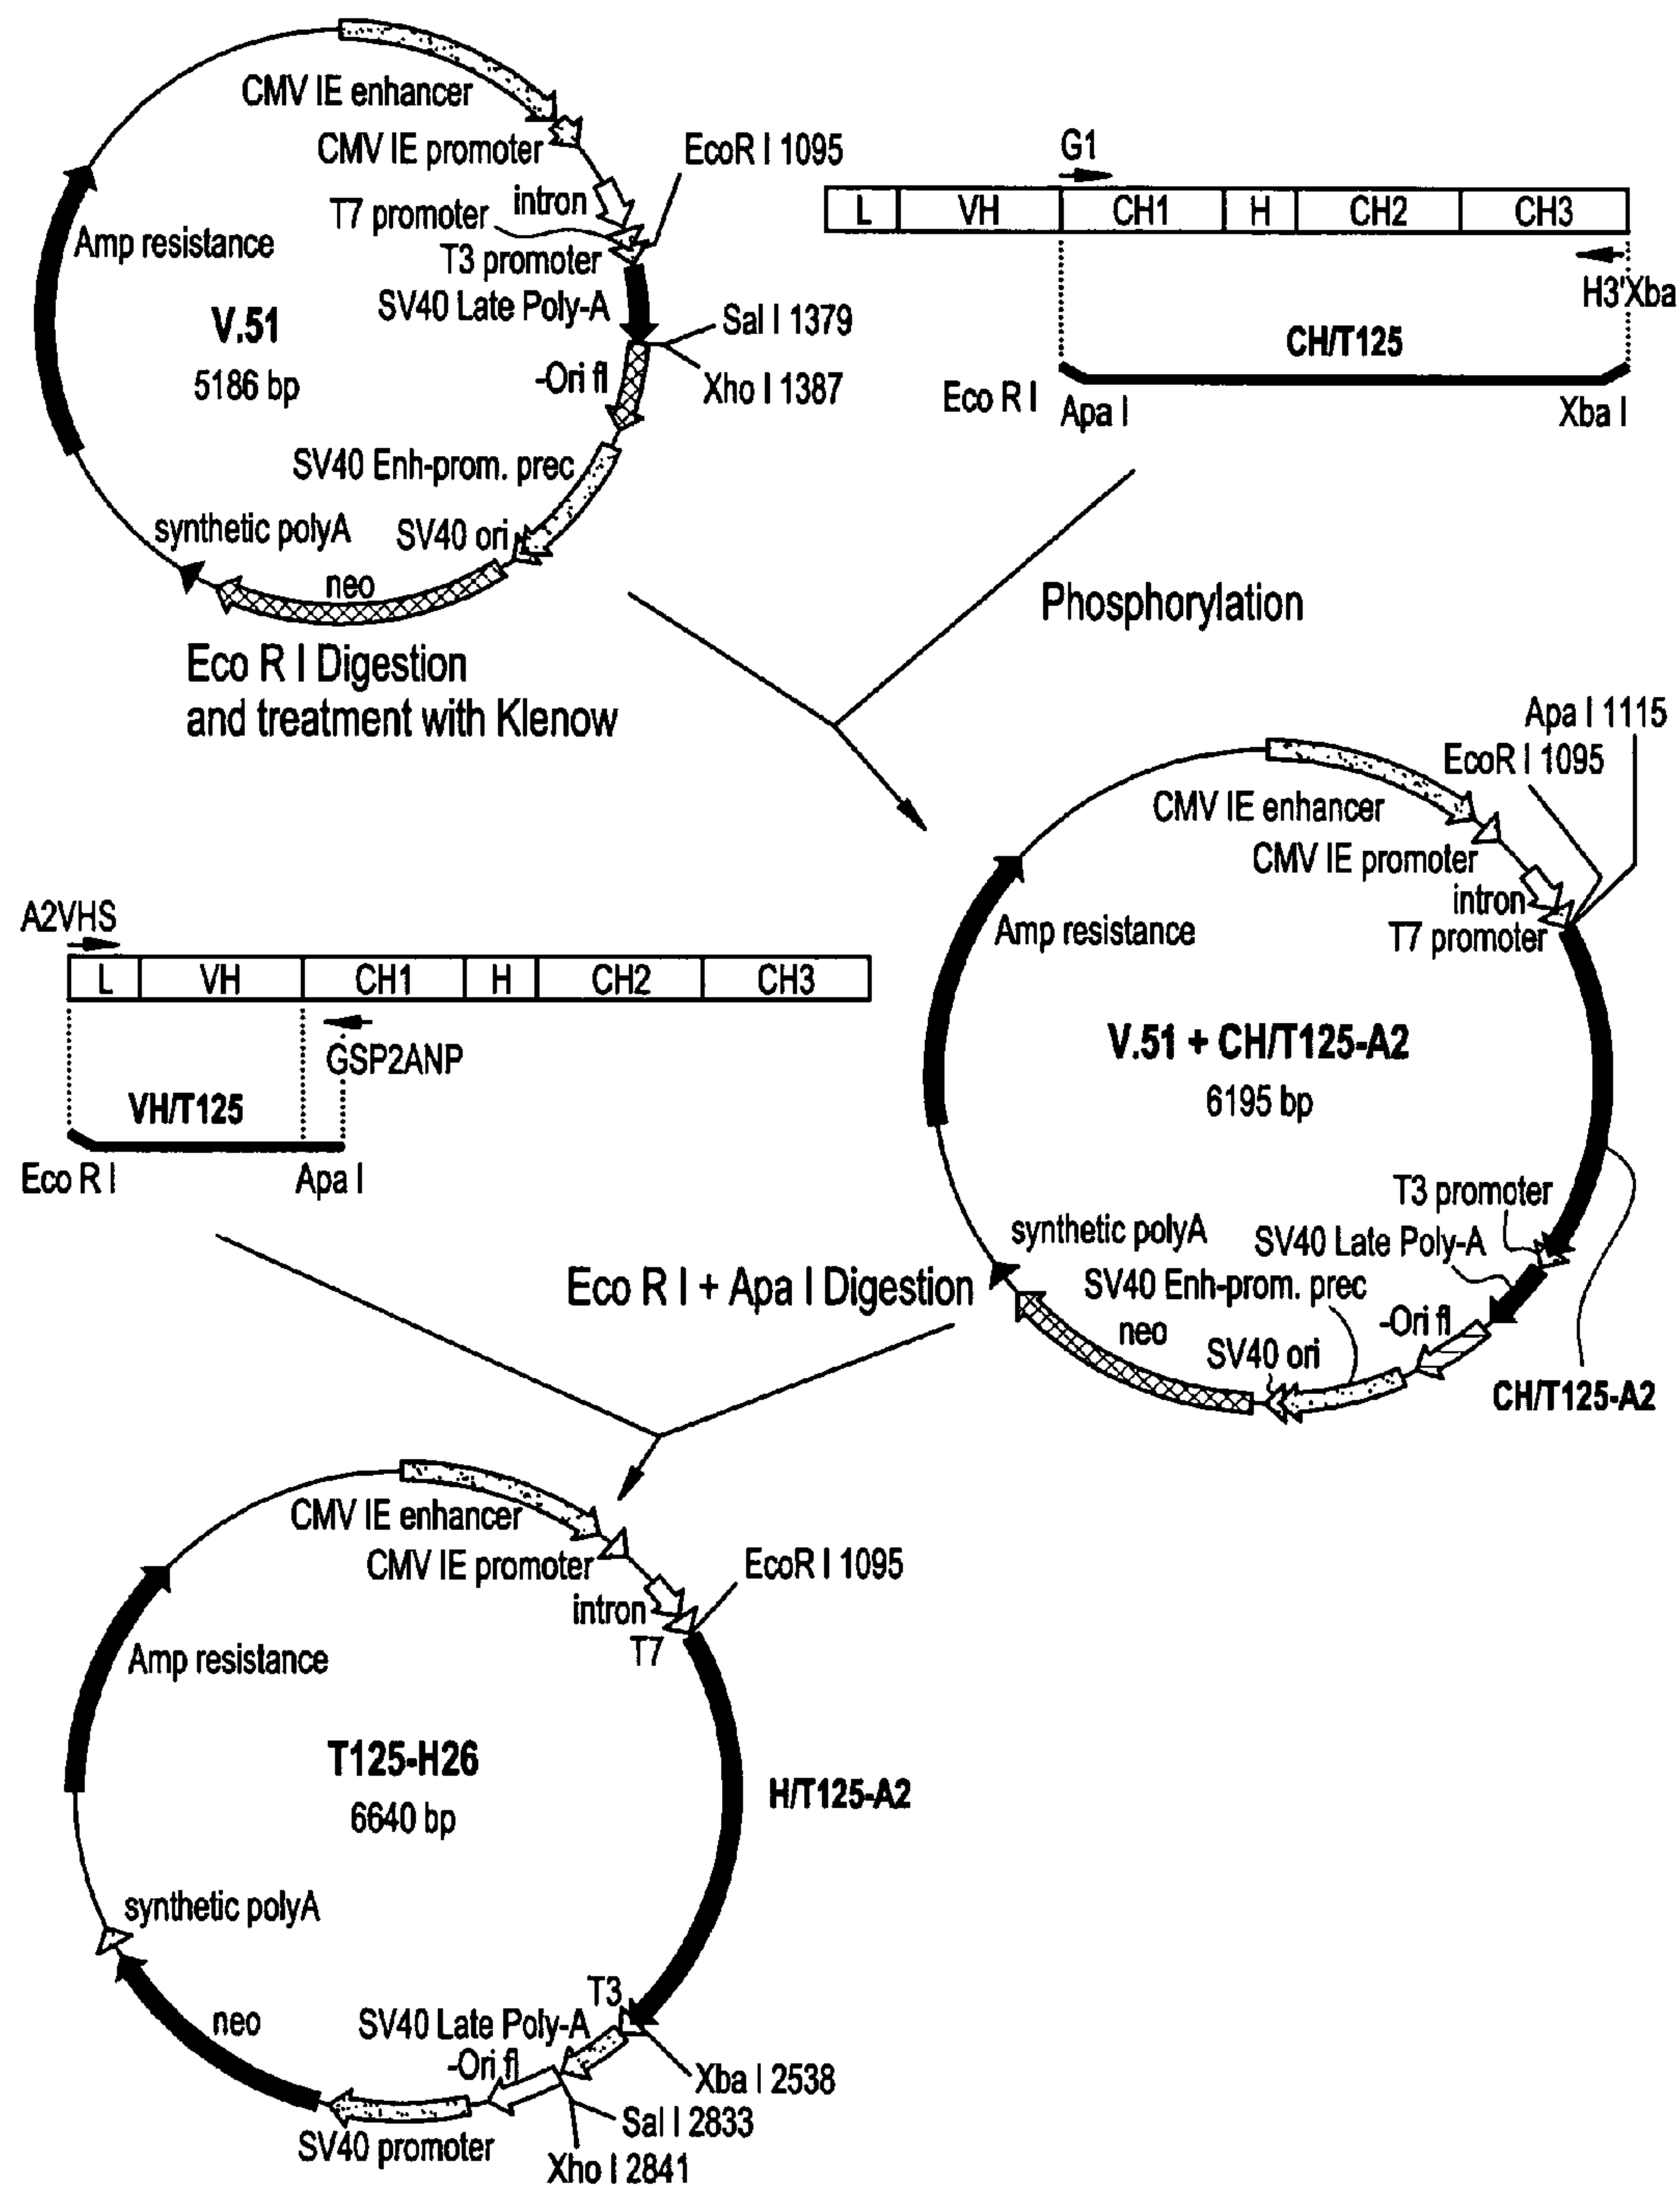 CMV IE enhancer
CMV IE promoter
EcoR I 1095
intron
T7 promoter
T3 promoter
Amp resistance
SV40 Late Poly-A
V.51
5186 bp
Sal I 1379
Xho I 1387
-Ori fl
SV40 Enh-prom. prec
synthetic polyA
SV40 ori
neo
Eco R I Digestion
and treatment with Klenow
G1
L VH CH1 H CH2 CH3
H3'Xba
CH/T125
Eco R I
Apa I
Xba I
Phosphorylation
Apa I 1115
EcoR I 1095
CMV IE enhancer
CMV IE promoter
intron
T7 promoter
Amp resistance
V.51 + CH/T125-A2
6195 bp
T3 promoter
synthetic polyA
SV40 Late Poly-A
SV40 Enh-prom. prec
-Ori fl
neo
SV40 ori
CH/T125-A2
A2VHS
L VH CH1 H CH2 CH3
GSP2ANP
VH/T125
Eco R I
Apa I
Eco R I + Apa I Digestion
CMV IE enhancer
CMV IE promoter
EcoR I 1095
intron
T7
Amp resistance
T125-H26
6640 bp
H/T125-A2
synthetic polyA
T3
neo
SV40 Late Poly-A
-Ori fl
Xba I 2538
Sal I 2833
SV40 promoter
Xho I 2841